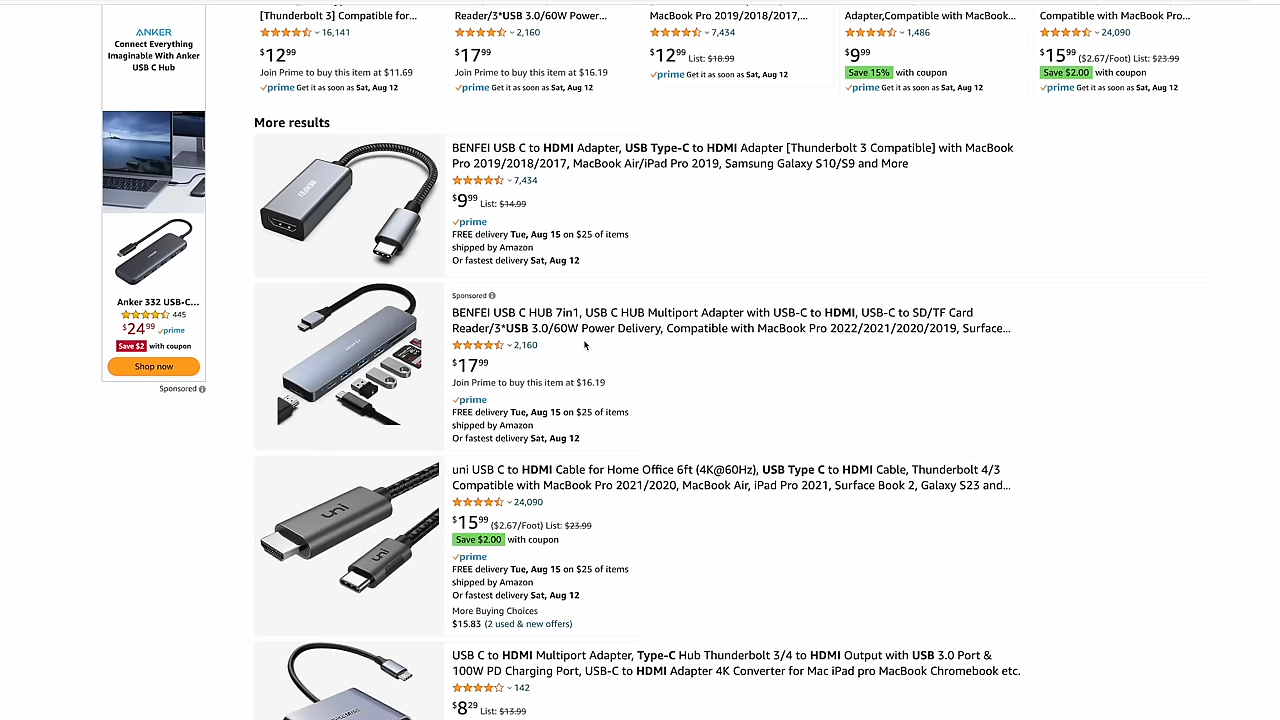 [Thunderbolt 3] Compatible for...
16,141
$12.99
Join Prime to buy this item at $11.69
prime Get it as soon as Sat, Aug 12
Reader/3*USB 3.0/60W Power...
2,160
$17.99
Join Prime to buy this item at $16.19
prime Get it as soon as Sat, Aug 12
MacBook Pro 2019/2018/2017,...
7,434
$12.99 List: $18.99
prime Get it as soon as Sat, Aug 12
Adapter,Compatible with MacBook...
1,486
$9.99
Save 15% with coupon
prime Get it as soon as Sat, Aug 12
Compatible with MacBook Pro...
24,090
$15.99 ($2.67/Foot) List: $23.99
Save $2.00 with coupon
prime Get it as soon as Sat, Aug 12
ANKER
Connect Everything
Imaginable With Anker
USB C Hub
Anker 332 USB-C...
445
$24.99 prime
Save $2 with coupon
Shop now
Sponsored
More results
BENFEI
BENFEI USB C to HDMI Adapter, USB Type-C to HDMI Adapter [Thunderbolt 3 Compatible] with MacBook
Pro 2019/2018/2017, MacBook Air/iPad Pro 2019, Samsung Galaxy S10/S9 and More
7,434
$9.99 List: $14.99
prime
FREE delivery Tue, Aug 15 on $25 of items
shipped by Amazon
Or fastest delivery Sat, Aug 12
Sponsored
BENFEI USB C HUB 7in1, USB C HUB Multiport Adapter with USB-C to HDMI, USB-C to SD/TF Card
Reader/3*USB 3.0/60W Power Delivery, Compatible with MacBook Pro 2022/2021/2020/2019, Surface...
2,160
$17.99
Join Prime to buy this item at $16.19
prime
FREE delivery Tue, Aug 15 on $25 of items
shipped by Amazon
Or fastest delivery Sat, Aug 12
uni
uni
uni USB C to HDMI Cable for Home Office 6ft (4K@60Hz), USB Type C to HDMI Cable, Thunderbolt 4/3
Compatible with MacBook Pro 2021/2020, MacBook Air, iPad Pro 2021, Surface Book 2, Galaxy S23 and...
24,090
$15.99 ($2.67/Foot) List: $23.99
Save $2.00 with coupon
prime
FREE delivery Tue, Aug 15 on $25 of items
shipped by Amazon
Or fastest delivery Sat, Aug 12
More Buying Choices
$15.83 (2 used & new offers)
USB C to HDMI Multiport Adapter, Type-C Hub Thunderbolt 3/4 to HDMI Output with USB 3.0 Port &
100W PD Charging Port, USB-C to HDMI Adapter 4K Converter for Mac iPad pro MacBook Chromebook etc.
142
$8.29 List: $13.99